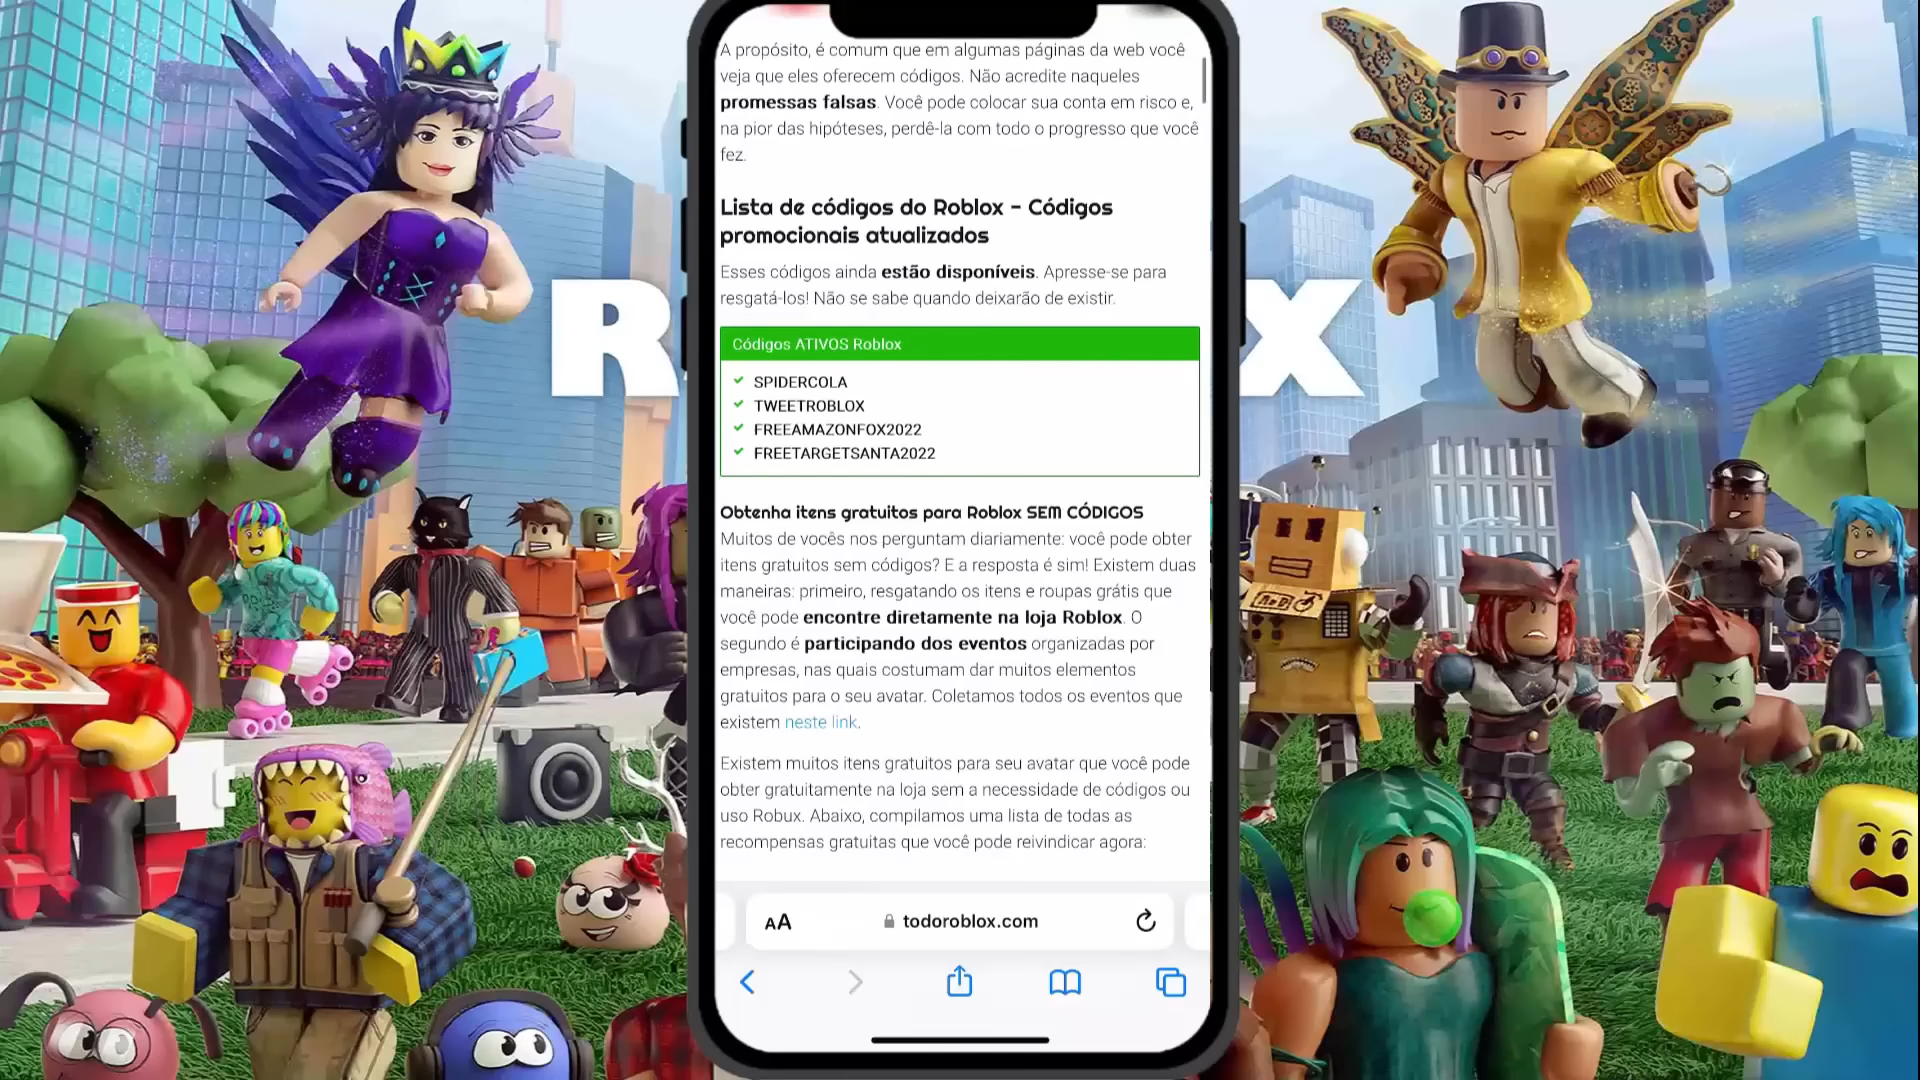 A propósito, é comum que em algumas páginas da web você
veja que eles oferecem códigos. Não acredite naqueles
promessas falsas. Você pode colocar sua conta em risco e,
na pior das hipóteses, perdê-la com todo o progresso que você
fez.
Lista de códigos do Roblox - Códigos
promocionais atualizados
Esses códigos ainda estão disponíveis. Apresse-se para
resgatá-los! Não se sabe quando deixarão de existir.
R
X
Códigos ATIVOS Roblox
SPIDERCOLA
TWEETROBLOX
FREEAMAZONFOX2022
FREETARGETSANTA2022
Obtenha itens gratuitos para Roblox SEM CÓDIGOS
Muitos de vocês nos perguntam diariamente: você pode obter
itens gratuitos sem códigos? E a resposta é sim! Existem duas
maneiras: primeiro, resgatando os itens e roupas grátis que
você pode encontre diretamente na loja Roblox. O
segundo é participando dos eventos organizadas por
empresas, nas quais costumam dar muitos elementos
gratuitos para o seu avatar. Coletamos todos os eventos que
existem neste link.
Existem muitos itens gratuitos para seu avatar que você pode
obter gratuitamente na loja sem a necessidade de códigos ou
uso Robux. Abaixo, compilamos uma lista de todas as
recompensas gratuitas que você pode reivindicar agora:
AA
todoroblox.com